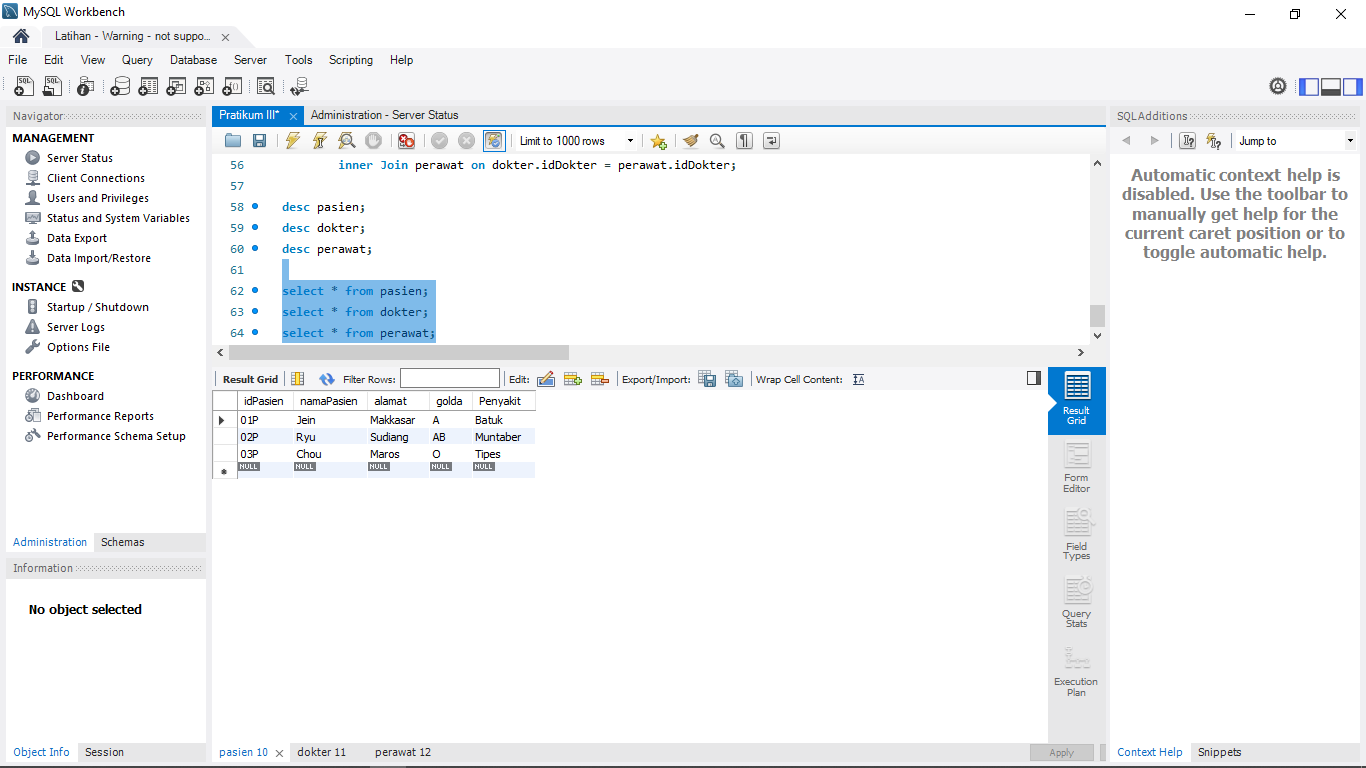 MySQL Workbench
Latihan - Warning - not suppo...
File Edit View Query Database Server Tools Scripting Help
Navigator
MANAGEMENT
Server Status
Client Connections
Users and Privileges
Status and System Variables
Data Export
Data Import/Restore
INSTANCE
Startup / Shutdown
Server Logs
Options File
PERFORMANCE
Dashboard
Performance Reports
Performance Schema Setup
Administration Schemas
Information
No object selected
Object Info Session
Pratikum III* Administration - Server Status
Limit to 1000 rows
56 inner Join perawat on dokter.idDokter = perawat.idDokter;
57
58 desc pasien;
59 desc dokter;
60 desc perawat;
61
62 select * from pasien;
63 select * from dokter;
64 select * from perawat;
Result Grid Filter Rows: Edit: Export/Import: Wrap Cell Content:
idPasien namaPasien alamat golda Penyakit
01P Jein Makkasar A Batuk
02P Ryu Sudiang AB Muntaber
03P Chou Maros O Tipes
NULL NULL NULL NULL NULL
Result
Grid
Form
Editor
Field
Types
Query
Stats
Execution
Plan
pasien 10 dokter 11 perawat 12
Apply
SQLAdditions
Jump to
Automatic context help is
disabled. Use the toolbar to
manually get help for the
current caret position or to
toggle automatic help.
Context Help Snippets